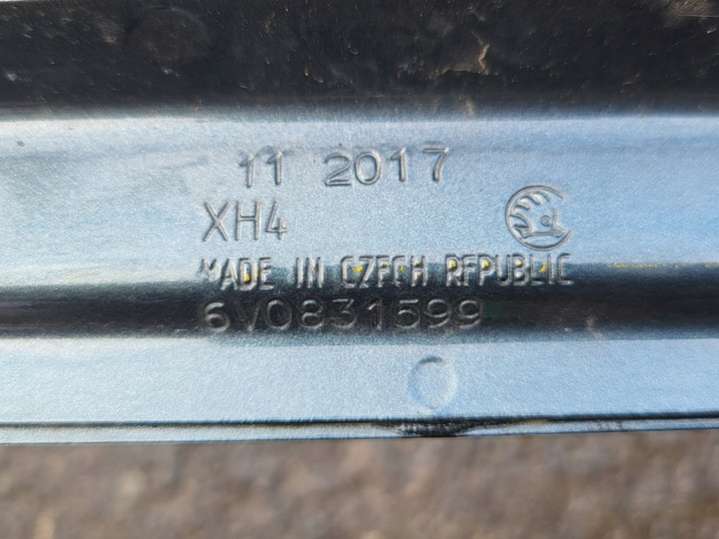 11 2017
XH4
MADE IN CZECH REPUBLIC
6V0831599